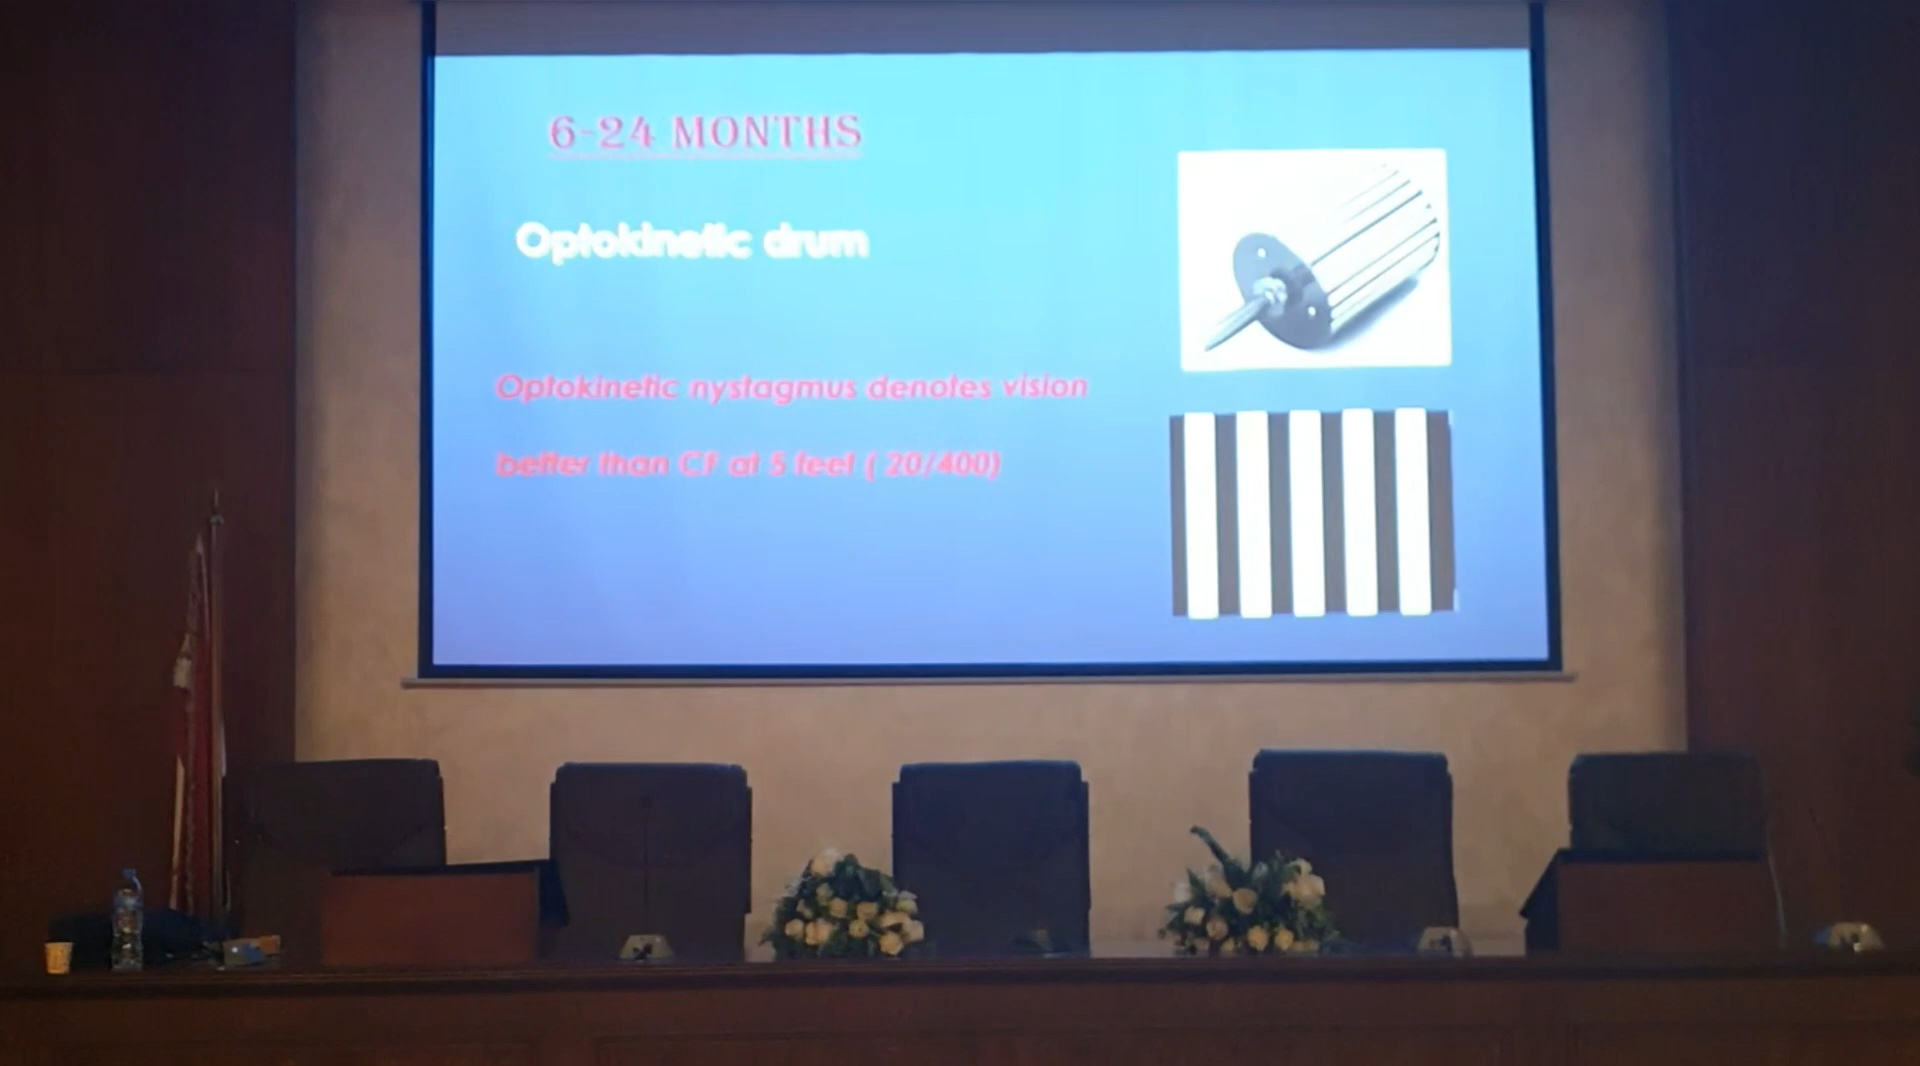 6-24 MONTHS
Optokinetic drum
Optokinetic nystagmus denotes vision
better than CF at 5 feet ( 20/400)